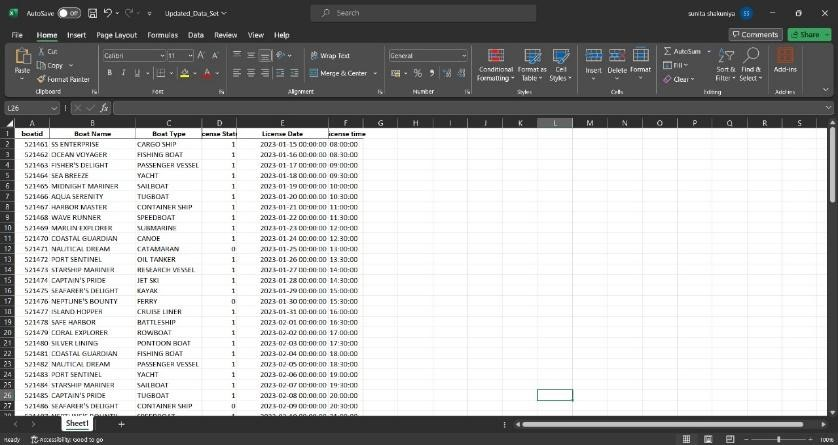 AutoSave Off Updated_Data_Set Search sunita shakuniya SS
File Home Insert Page Layout Formulas Data Review View Help Comments Share
Paste Cut Copy Format Painter
Calibri 11 A A
B I U A
Wrap Text
Merge & Center
General
% 9
Conditional Formatting Format as Table Cell Styles
Insert Delete Format
AutoSum Fill Clear
Sort & Filter Find & Select
Add-ins
Clipboard Font Alignment Number Styles Cells Editing Add-ins
L26 fx
A B C D E F G H I J K L M N O P Q R S
1 boatid Boat Name Boat Type cense Stat License Date icense time
2 521461 SS ENTERPRISE CARGO SHIP 1 2023-01-15 00:00:00 08:00:00
3 521462 OCEAN VOYAGER FISHING BOAT 1 2023-01-16 00:00:00 08:30:00
4 521463 FISHER'S DELIGHT PASSENGER VESSEL 1 2023-01-17 00:00:00 09:00:00
5 521464 SEA BREEZE YACHT 1 2023-01-18 00:00:00 09:30:00
6 521465 MIDNIGHT MARINER SAILBOAT 1 2023-01-19 00:00:00 10:00:00
7 521466 AQUA SERENITY TUGBOAT 1 2023-01-20 00:00:00 10:30:00
8 521467 HARBOR MASTER CONTAINER SHIP 1 2023-01-21 00:00:00 11:00:00
9 521468 WAVE RUNNER SPEEDBOAT 1 2023-01-22 00:00:00 11:30:00
10 521469 MARLIN EXPLORER SUBMARINE 1 2023-01-23 00:00:00 12:00:00
11 521470 COASTAL GUARDIAN CANOE 1 2023-01-24 00:00:00 12:30:00
12 521471 NAUTICAL DREAM CATAMARAN 0 2023-01-25 00:00:00 13:00:00
13 521472 PORT SENTINEL OIL TANKER 1 2023-01-26 00:00:00 13:30:00
14 521473 STARSHIP MARINER RESEARCH VESSEL 1 2023-01-27 00:00:00 14:00:00
15 521474 CAPTAIN'S PRIDE JET SKI 1 2023-01-28 00:00:00 14:30:00
16 521475 SEAFARER'S DELIGHT KAYAK 1 2023-01-29 00:00:00 15:00:00
17 521476 NEPTUNE'S BOUNTY FERRY 0 2023-01-30 00:00:00 15:30:00
18 521477 ISLAND HOPPER CRUISE LINER 1 2023-01-31 00:00:00 16:00:00
19 521478 SAFE HARBOR BATTLESHIP 1 2023-02-01 00:00:00 16:30:00
20 521479 CORAL EXPLORER ROWBOAT 1 2023-02-02 00:00:00 17:00:00
21 521480 SILVER LINING PONTOON BOAT 1 2023-02-03 00:00:00 17:30:00
22 521481 COASTAL GUARDIAN FISHING BOAT 1 2023-02-04 00:00:00 18:00:00
23 521482 NAUTICAL DREAM PASSENGER VESSEL 1 2023-02-05 00:00:00 18:30:00
24 521483 PORT SENTINEL YACHT 1 2023-02-06 00:00:00 19:00:00
25 521484 STARSHIP MARINER SAILBOAT 1 2023-02-07 00:00:00 19:30:00
26 521485 CAPTAIN'S PRIDE TUGBOAT 1 2023-02-08 00:00:00 20:00:00
27 521486 SEAFARER'S DELIGHT CONTAINER SHIP 0 2023-02-09 00:00:00 20:30:00
Sheet1
Ready Accessibility: Good to go 100%